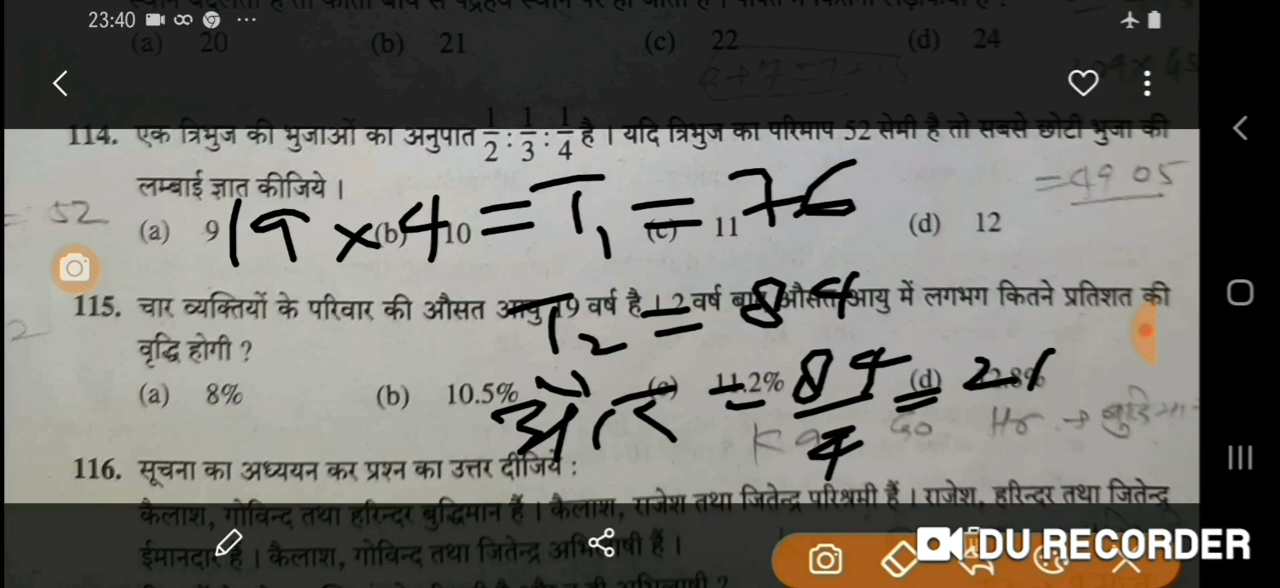 23:40
(a) 20 (b) 21 (c) 22 (d) 24
114. एक त्रिभुज की भुजाओं का अनुपात 1/2 : 1/3 : 1/4 है । यदि त्रिभुज का परिमाप 52 सेमी है तो सबसे छोटी भुजा की
लम्बाई ज्ञात कीजिये ।
= 4905
= 52
(a) 9 (b) 10 (c) 11 (d) 12
19 × 4 = T1 = 76
115. चार व्यक्तियों के परिवार की औसत आयु 19 वर्ष है 2 वर्ष बाद औसत आयु में लगभग कितने प्रतिशत की
T2 = 84
वृद्धि होगी ?
(a) 8% (b) 10.5% (c) 11.2% (d)
84/4 = 21
116. सूचना का अध्ययन कर प्रश्न का उत्तर दीजिये :
कैलाश, गोविन्द तथा हरिन्दर बुद्धिमान हैं । कैलाश, राजेश तथा जितेन्द्र परिश्रमी हैं । राजेश, हरिन्दर तथा जितेन्द्र
ईमानदार हैं । कैलाश, गोविन्द तथा जितेन्द्र अभिलाषी हैं ।
DU RECORDER